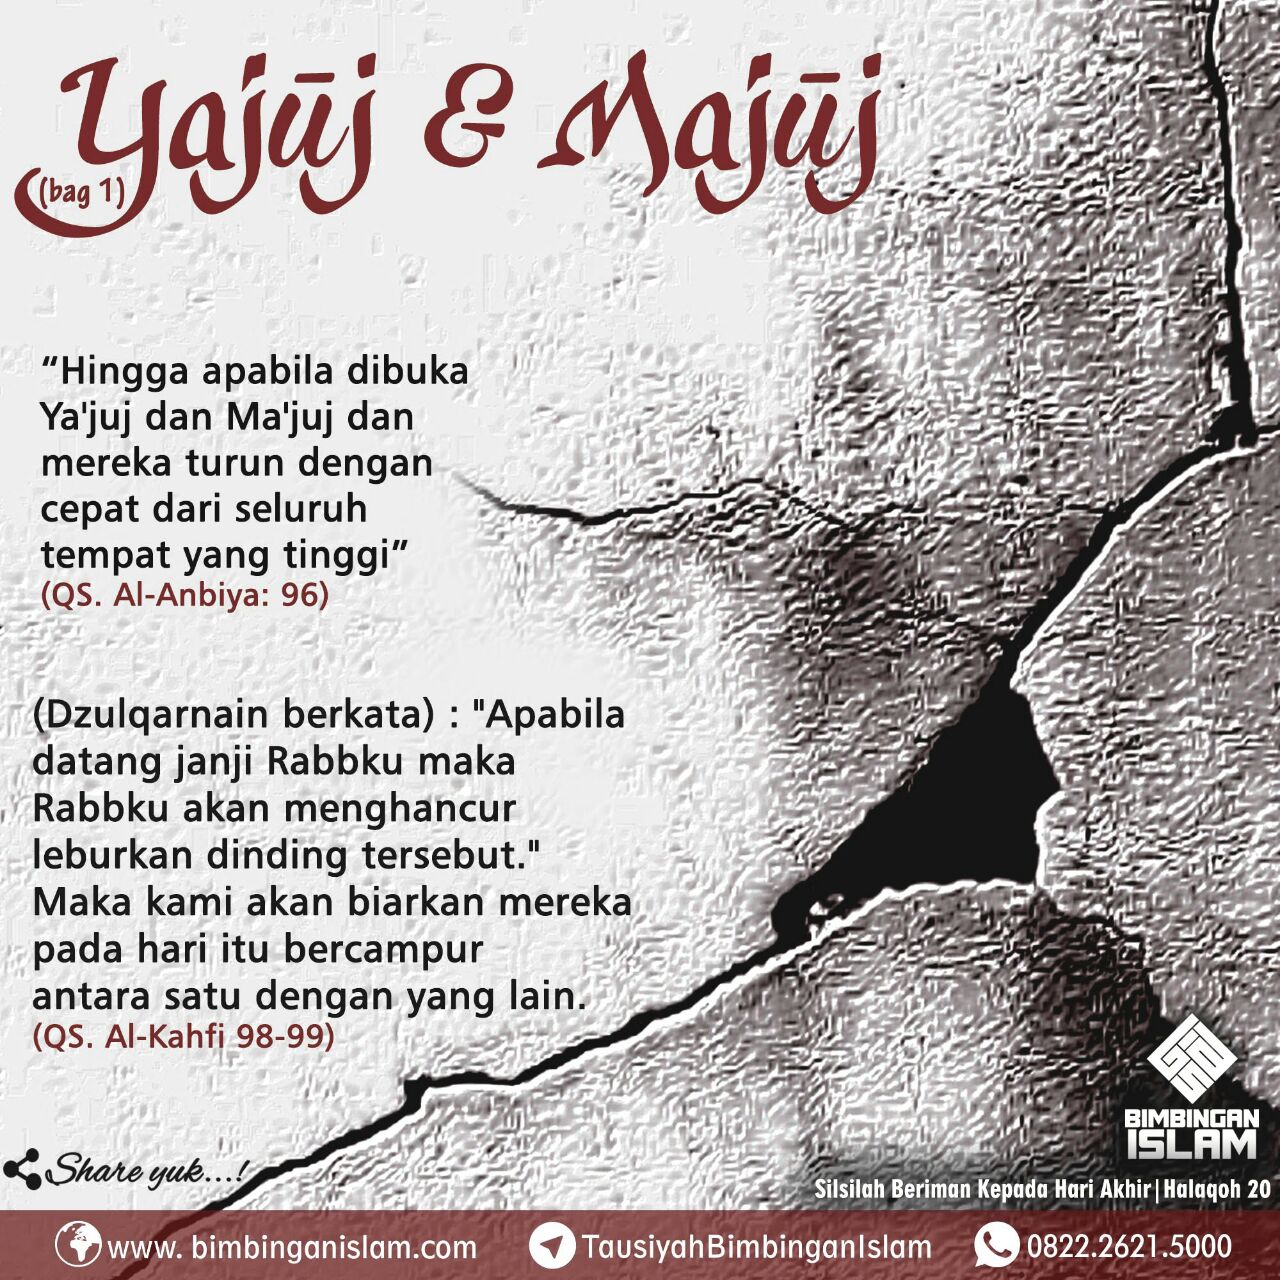 Yajūj & Majūj
(bag 1)
“Hingga apabila dibuka
Ya'juj dan Ma'juj dan
mereka turun dengan
cepat dari seluruh
tempat yang tinggi”
(QS. Al-Anbiya: 96)
(Dzulqarnain berkata) : "Apabila
datang janji Rabbku maka
Rabbku akan menghancur
leburkan dinding tersebut."
Maka kami akan biarkan mereka
pada hari itu bercampur
antara satu dengan yang lain.
(QS. Al-Kahfi 98-99)
BIMBINGAN
ISLAM
Share yuk...!
Silsilah Beriman Kepada Hari Akhir|Halaqoh 20
www. bimbinganislam.com
TausiyahBimbinganIslam
0822.2621.5000